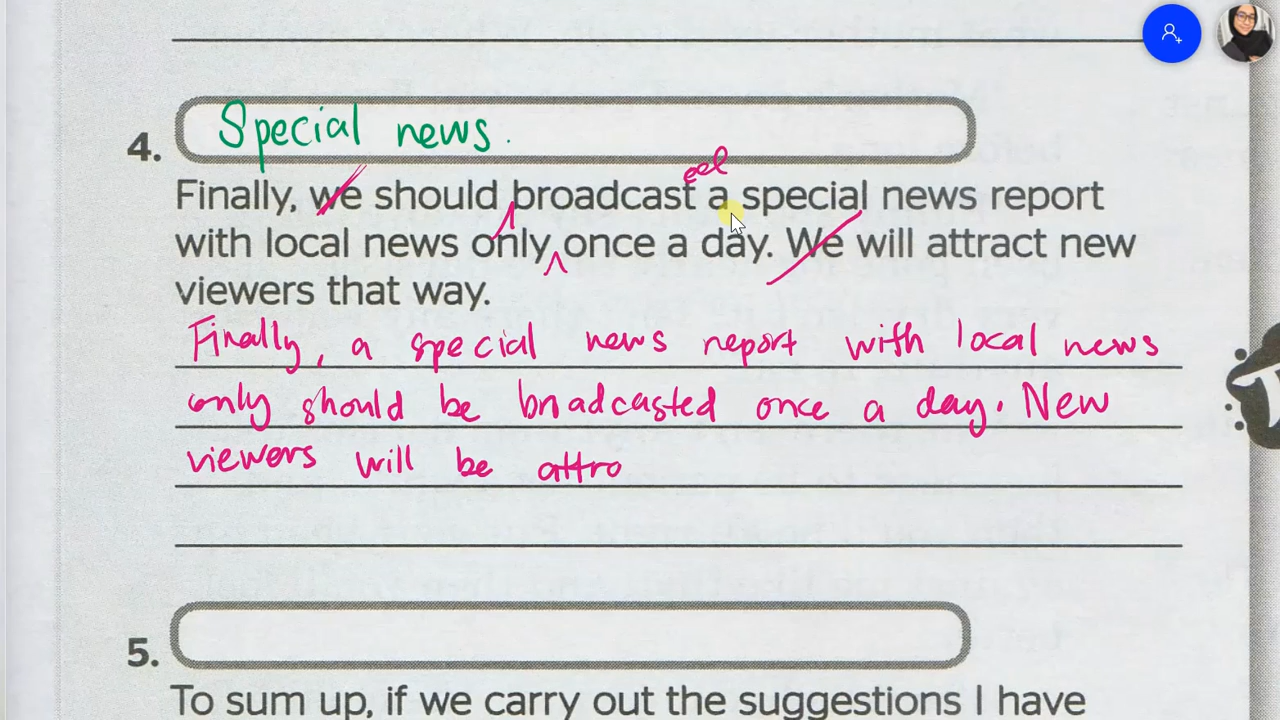 4.
Special news.
Finally, we should broadcast a special news report
ed
with local news only once a day. We will attract new
viewers that way.
Finally, a special news report with local news
only should be broadcasted once a day. New
viewers will be attra
5.
To sum up, if we carry out the suggestions I have